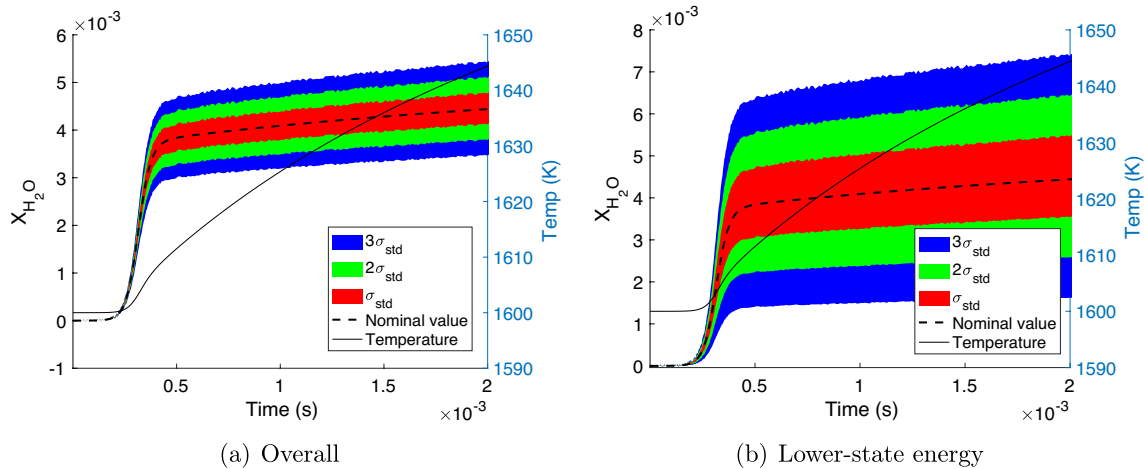 ×10⁻³
6
5
4
3
2
1
0
-1
X_H₂O
1650
1640
1630
1620
1610
1600
1590
Temp (K)
3σ_std
2σ_std
σ_std
Nominal value
Temperature
0.5 1 1.5 2
Time (s) ×10⁻³
(a) Overall
×10⁻³
8
7
6
5
4
3
2
1
0
X_H₂O
1650
1640
1630
1620
1610
1600
1590
Temp (K)
3σ_std
2σ_std
σ_std
Nominal value
Temperature
0.5 1 1.5 2
Time (s) ×10⁻³
(b) Lower-state energy